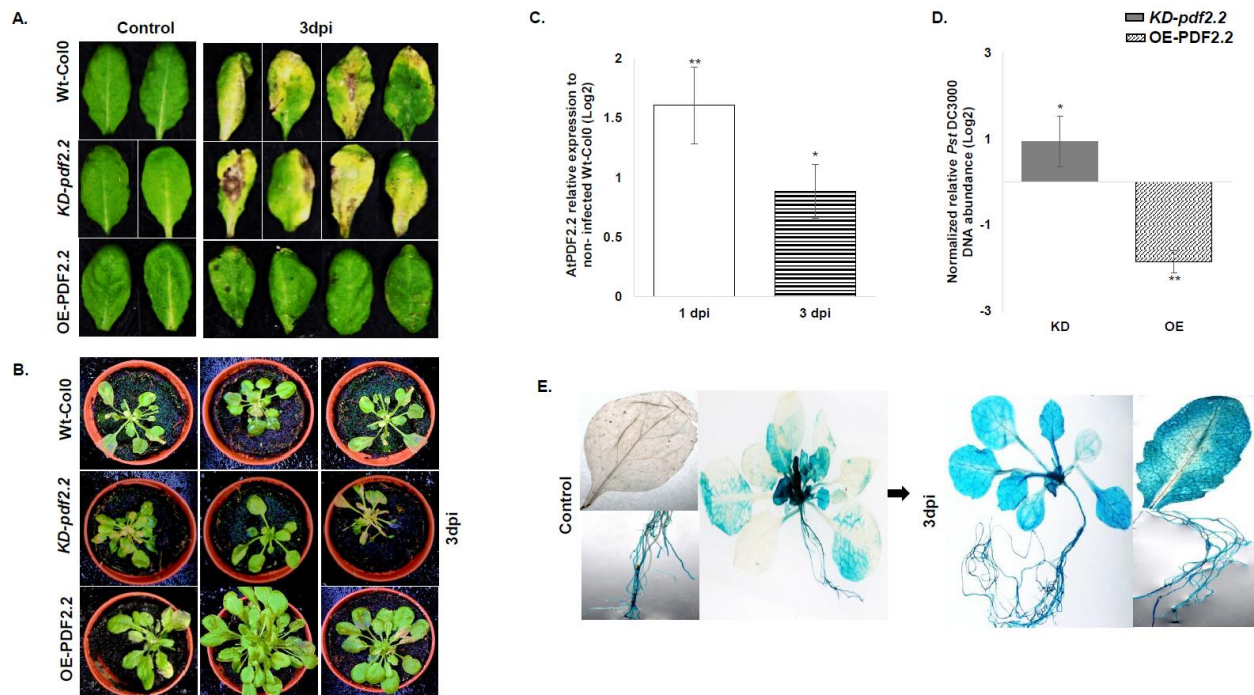 A.
Control
3dpi
Wt-Col0
KD-pdf2.2
OE-PDF2.2
B.
Wt-Col0
KD-pdf2.2
OE-PDF2.2
3dpi
C.
AtPDF2.2 relative expression to
non- infected Wt-Col0 (Log2)
2
1.5
1
0.5
0
**
*
1 dpi
3 dpi
D.
KD-pdf2.2
OE-PDF2.2
Normalized relative Pst DC3000
DNA abundance (Log2)
3
1
-1
-3
*
**
KD
OE
E.
Control
3dpi